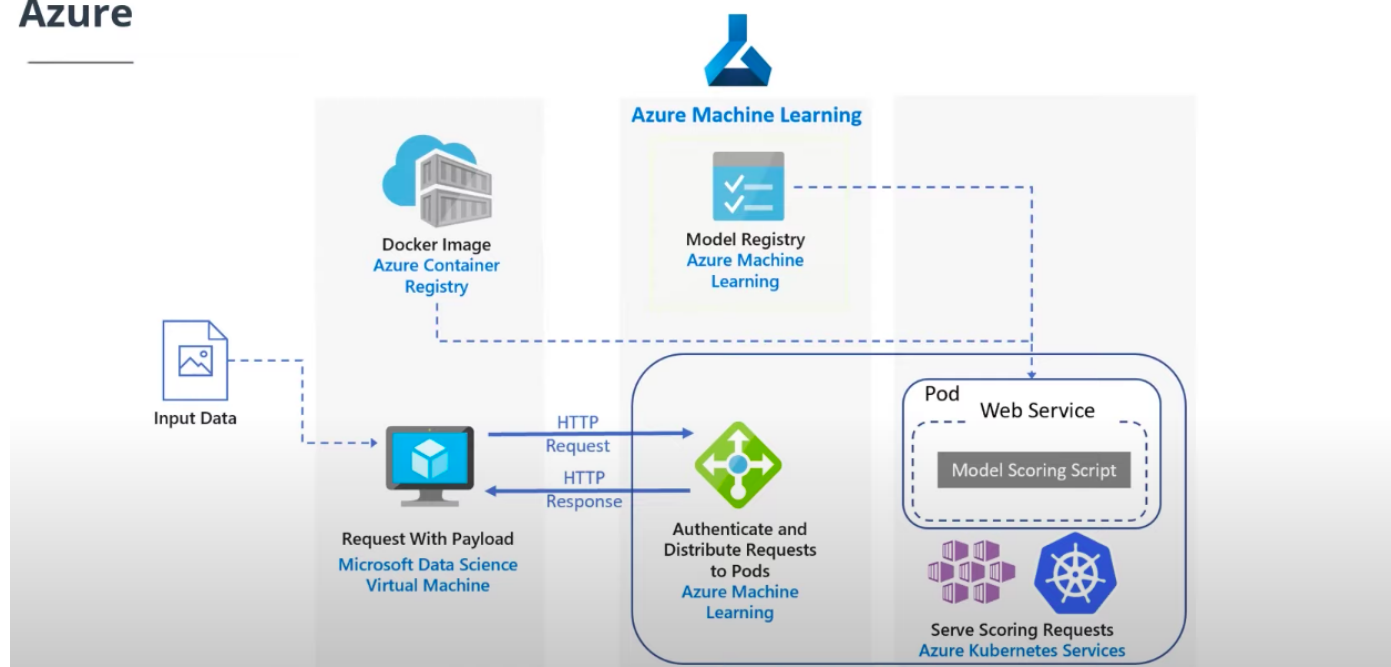 Azure
Azure Machine Learning
Docker Image
Azure Container
Registry
Model Registry
Azure Machine
Learning
Input Data
HTTP
Request
HTTP
Response
Request With Payload
Microsoft Data Science
Virtual Machine
Authenticate and
Distribute Requests
to Pods
Azure Machine
Learning
Pod
Web Service
Model Scoring Script
Serve Scoring Requests
Azure Kubernetes Services